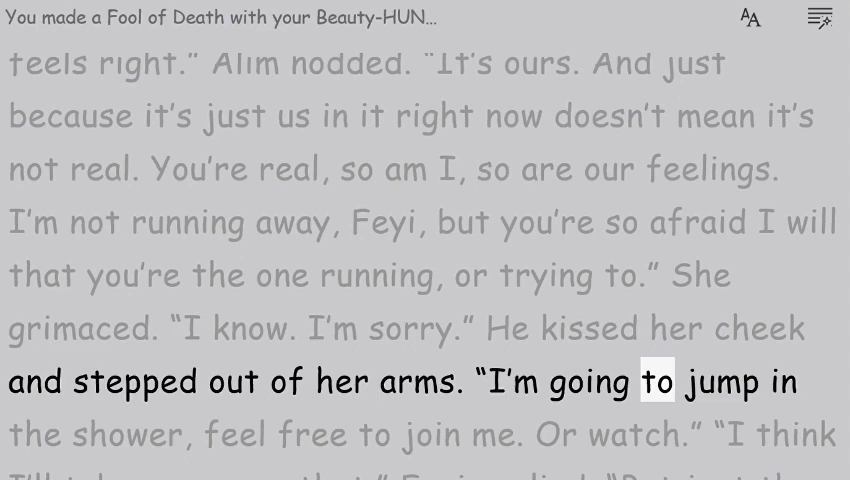 You made a Fool of Death with your Beauty-HUN...
feels right.” Alim nodded. “It’s ours. And just
because it’s just us in it right now doesn’t mean it’s
not real. You’re real, so am I, so are our feelings.
I’m not running away, Feyi, but you’re so afraid I will
that you’re the one running, or trying to.” She
grimaced. “I know. I’m sorry.” He kissed her cheek
and stepped out of her arms. “I’m going to jump in
the shower, feel free to join me. Or watch.” “I think